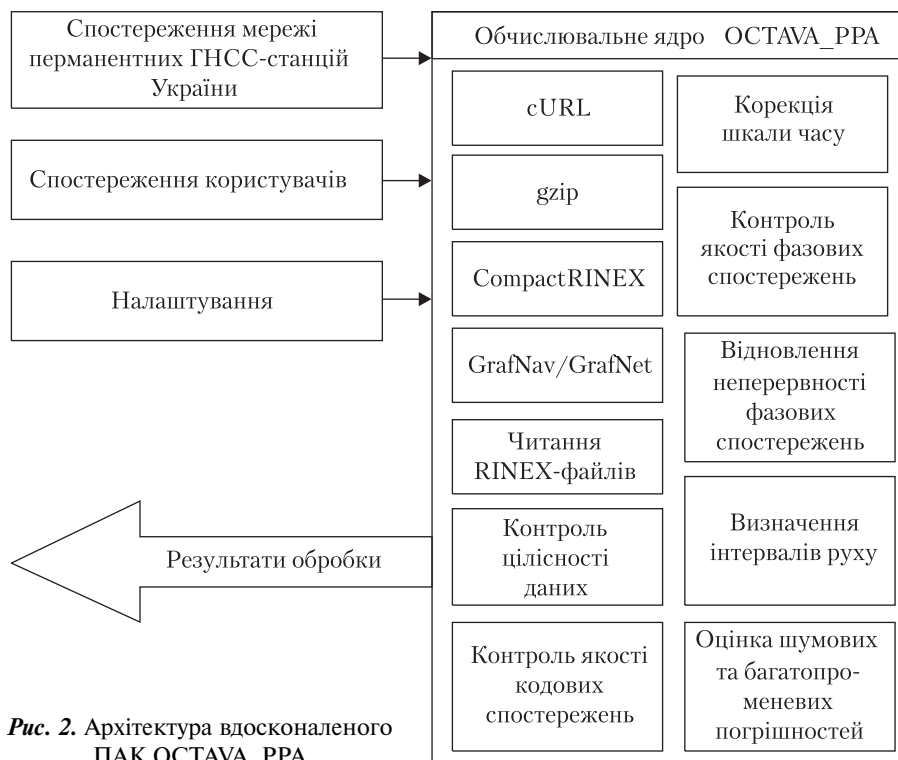 Спостереження мережі
перманентних ГНСС-станцій
України
Спостереження користувачів
Налаштування
Результати обробки
Обчислювальне ядро OCTAVA_PPA
cURL
gzip
CompactRINEX
GrafNav/GrafNet
Читання
RINEX-файлів
Контроль
цілісності
даних
Контроль якості
кодових
спостережень
Корекція
шкали часу
Контроль
якості фазових
спостережень
Відновлення
неперервності
фазових
спостережень
Визначення
інтервалів руху
Оцінка шумових
та багатопро-
меневих
погрішностей
Рис. 2. Архітектура вдосконаленого
ПАК OCTAVA_PPA